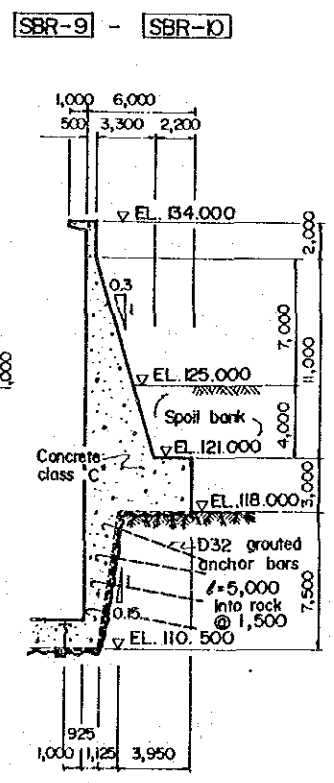 SBR-9 - SBR-10
1,000 6,000
500 3,300 2,200
EL. 134.000
2,000
0.3
1
7,000
11,000
1,000
EL. 125.000
Spoil bank
4,000
EL. 121.000
Concrete
class C
3,000
EL. 118.000
D32 grouted
anchor bars
ℓ=5,000
into rock
@ 1,500
1
0.15
7,500
EL. 110.500
925
1,000 1,125 3,950